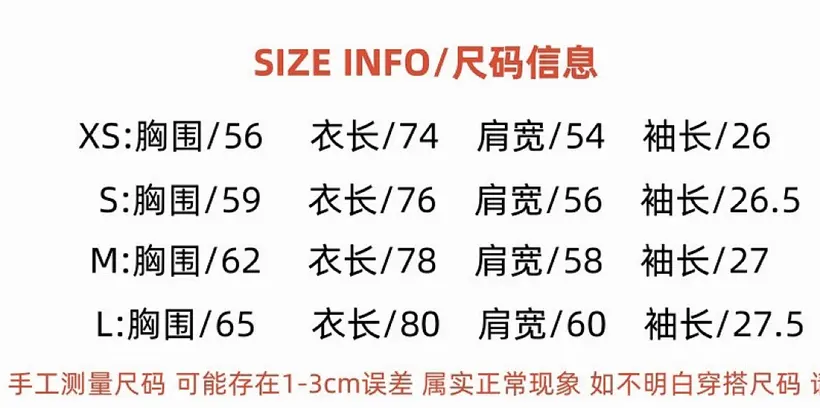 SIZE INFO/尺码信息
XS:胸围/56 衣长/74 肩宽/54 袖长/26
S:胸围/59 衣长/76 肩宽/56 袖长/26.5
M:胸围/62 衣长/78 肩宽/58 袖长/27
L:胸围/65 衣长/80 肩宽/60 袖长/27.5
手工测量尺码 可能存在1-3cm误差 属实正常现象 如不明白穿搭尺码